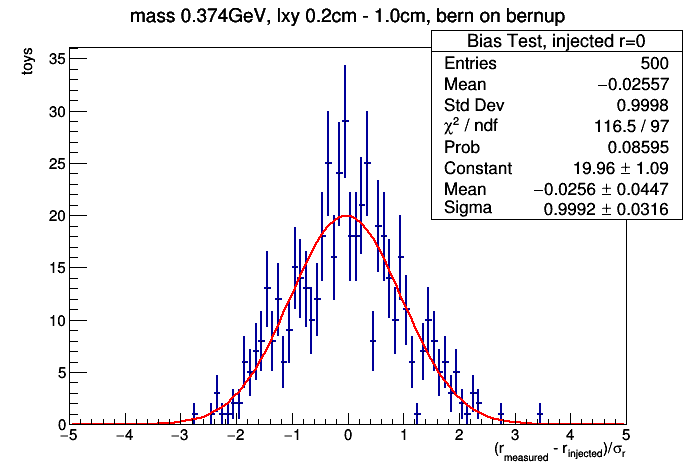 mass 0.374GeV, lxy 0.2cm - 1.0cm, bern on bernup
toys
Bias Test, injected r=0
Entries 500
Mean −0.02557
Std Dev 0.9998
χ² / ndf 116.5 / 97
Prob 0.08595
Constant 19.96 ± 1.09
Mean −0.0256 ± 0.0447
Sigma 0.9992 ± 0.0316
35
30
25
20
15
10
5
0
−5 −4 −3 −2 −1 0 1 2 3 4 5
(r_measured - r_injected)/σ_r